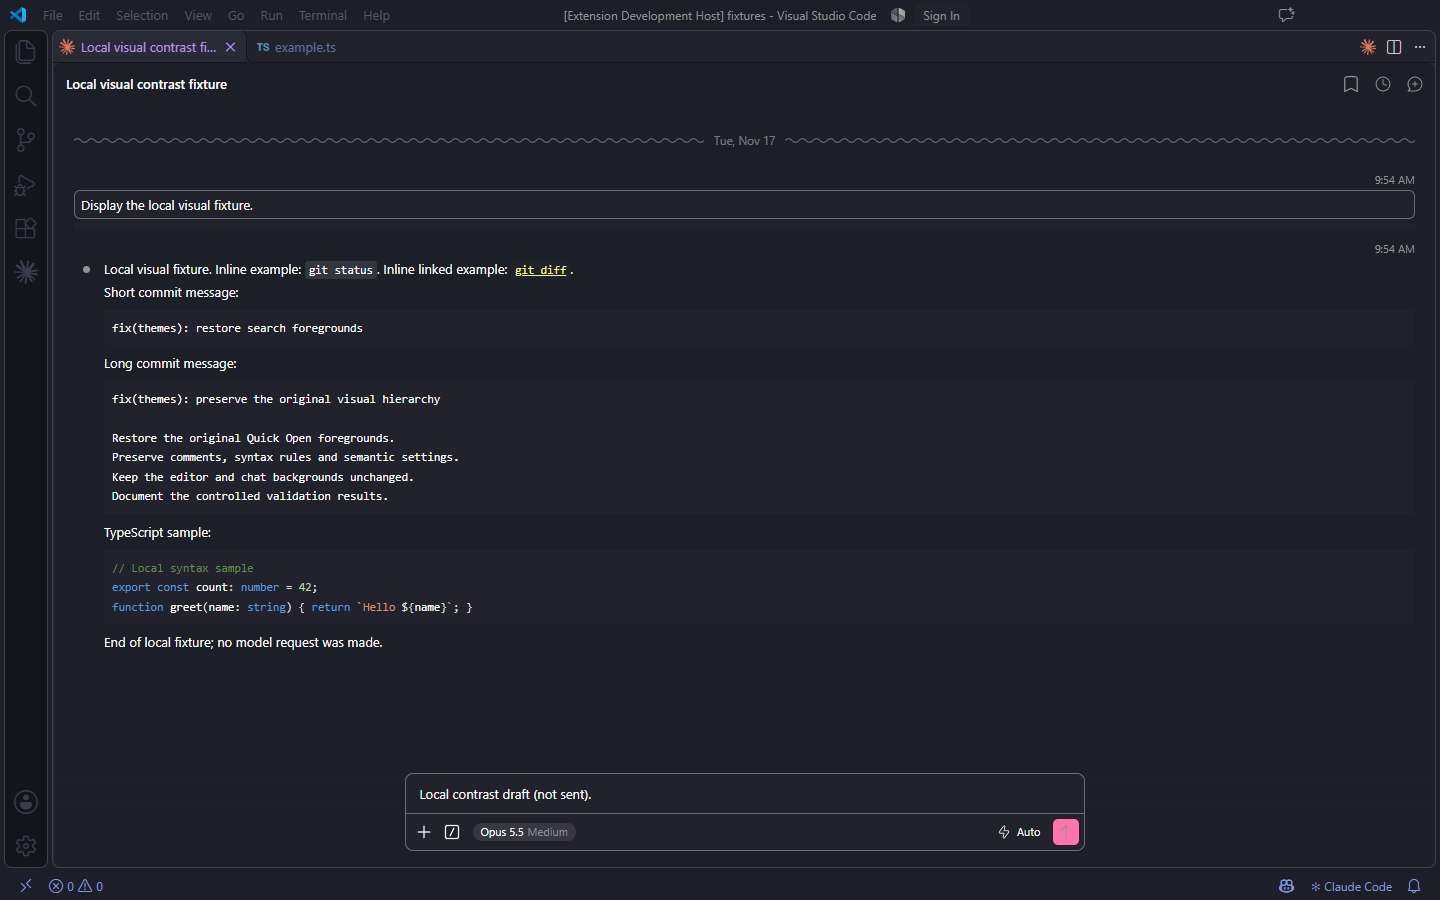 File Edit Selection View Go Run Terminal Help
[Extension Development Host] fixtures - Visual Studio Code
Sign In
Local visual contrast fi...
TS example.ts
Local visual contrast fixture
Tue, Nov 17
9:54 AM
Display the local visual fixture.
9:54 AM
Local visual fixture. Inline example: git status. Inline linked example: git diff.
Short commit message:
fix(themes): restore search foregrounds
Long commit message:
fix(themes): preserve the original visual hierarchy
Restore the original Quick Open foregrounds.
Preserve comments, syntax rules and semantic settings.
Keep the editor and chat backgrounds unchanged.
Document the controlled validation results.
TypeScript sample:
// Local syntax sample
export const count: number = 42;
function greet(name: string) { return `Hello ${name}`; }
End of local fixture; no model request was made.
Local contrast draft (not sent).
Opus 5.5 Medium
Auto
0 0
Claude Code